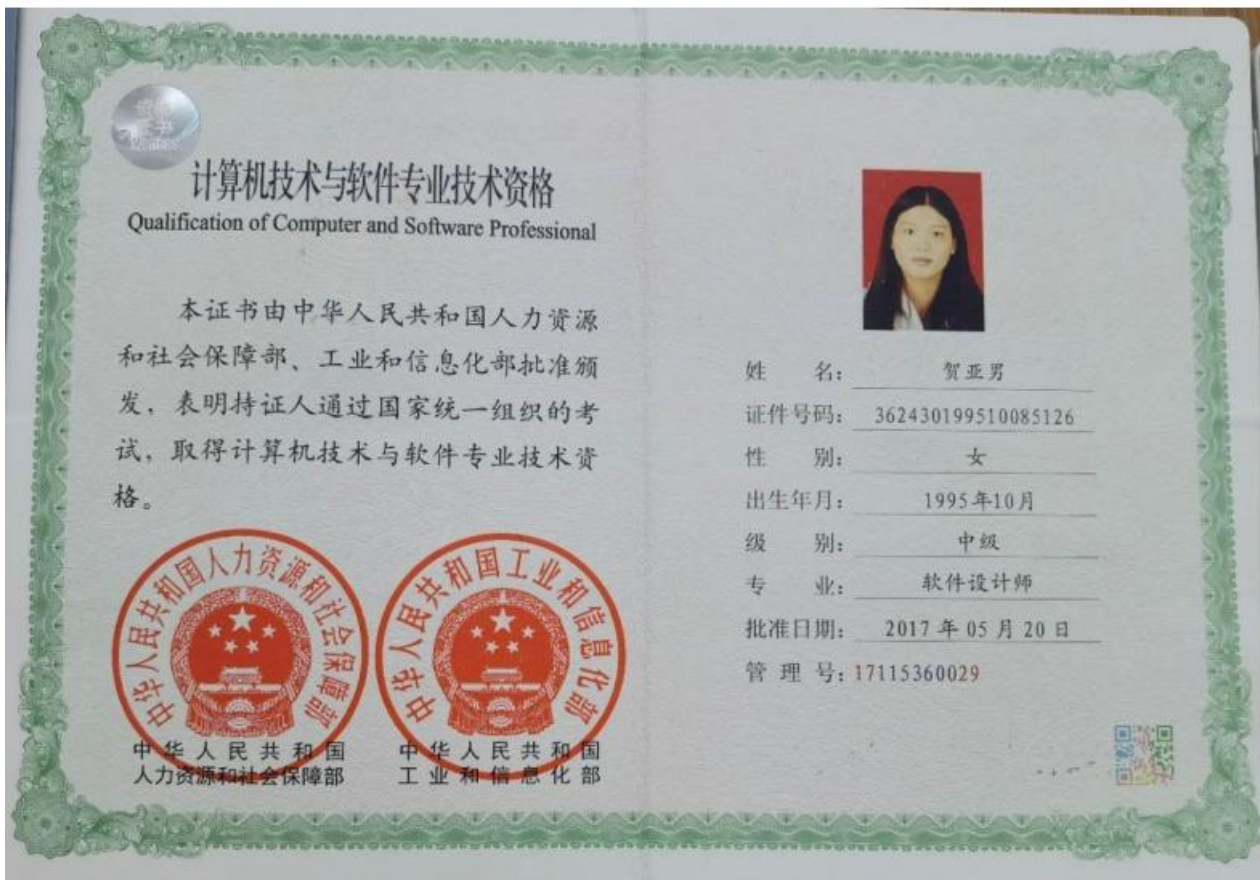 计算机技术与软件专业技术资格
Qualification of Computer and Software Professional
本证书由中华人民共和国人力资源
和社会保障部、工业和信息化部批准颁
发，表明持证人通过国家统一组织的考
试，取得计算机技术与软件专业技术资
格。
中华人民共和国人力资源和社会保障部
中华人民共和国工业和信息化部
中华人民共和国
人力资源和社会保障部
中华人民共和国
工业和信息化部
姓 名： 贺亚男
证件号码： 362430199510085126
性 别： 女
出生年月： 1995年10月
级 别： 中级
专 业： 软件设计师
批准日期： 2017 年 05 月 20 日
管 理 号：17115360029